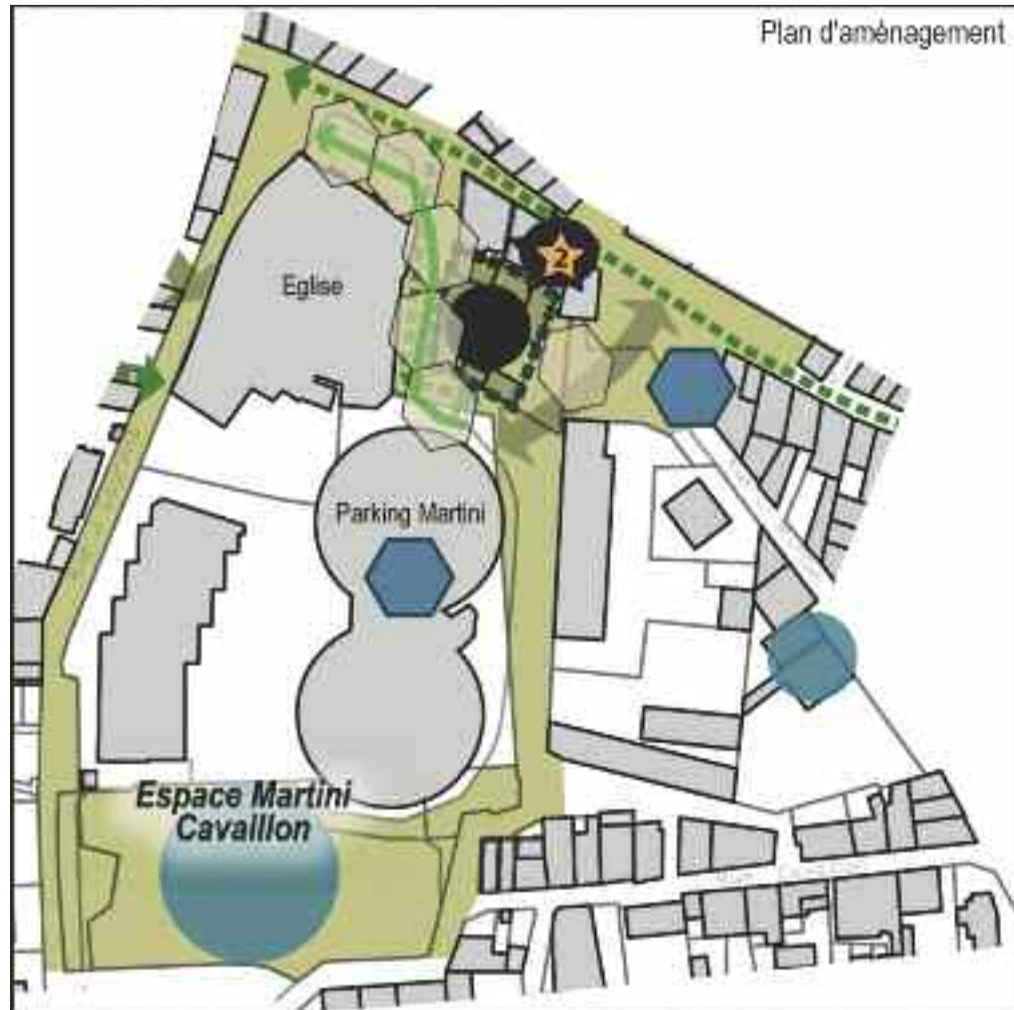 Plan d'aménagement
2
Eglise
Parking Martini
Espace Martini
Cavaillon